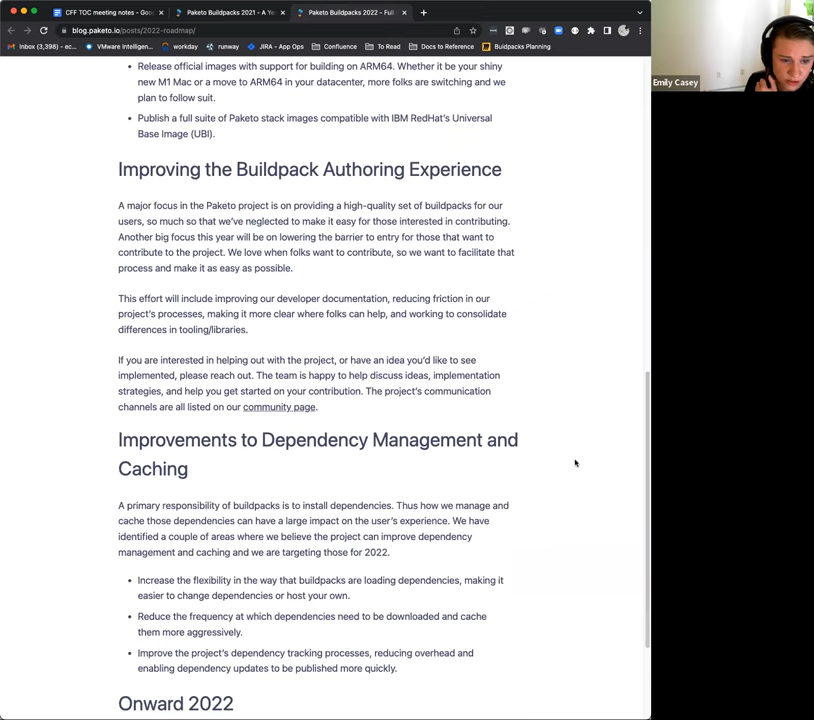 CFF TOC meeting notes - Goo
Paketo Buildpacks 2021 - A Ye
Paketo Buildpacks 2022 - Full
blog.paketo.io/posts/2022-roadmap/
Inbox (3,398) - ec...
VMware Intelligen...
workday
runway
JIRA - App Ops
Confluence
To Read
Docs to Reference
Buildpacks Planning
Emily Casey
• Release official images with support for building on ARM64. Whether it be your shiny
new M1 Mac or a move to ARM64 in your datacenter, more folks are switching and we
plan to follow suit.
• Publish a full suite of Paketo stack images compatible with IBM RedHat's Universal
Base Image (UBI).
Improving the Buildpack Authoring Experience
A major focus in the Paketo project is on providing a high-quality set of buildpacks for our
users, so much so that we've neglected to make it easy for those interested in contributing.
Another big focus this year will be on lowering the barrier to entry for those that want to
contribute to the project. We love when folks want to contribute, so we want to facilitate that
process and make it as easy as possible.
This effort will include improving our developer documentation, reducing friction in our
project's processes, making it more clear where folks can help, and working to consolidate
differences in tooling/libraries.
If you are interested in helping out with the project, or have an idea you'd like to see
implemented, please reach out. The team is happy to help discuss ideas, implementation
strategies, and help you get started on your contribution. The project's communication
channels are all listed on our community page.
Improvements to Dependency Management and
Caching
A primary responsibility of buildpacks is to install dependencies. Thus how we manage and
cache those dependencies can have a large impact on the user's experience. We have
identified a couple of areas where we believe the project can improve dependency
management and caching and we are targeting those for 2022.
• Increase the flexibility in the way that buildpacks are loading dependencies, making it
easier to change dependencies or host your own.
• Reduce the frequency at which dependencies need to be downloaded and cache
them more aggressively.
• Improve the project's dependency tracking processes, reducing overhead and
enabling dependency updates to be published more quickly.
Onward 2022